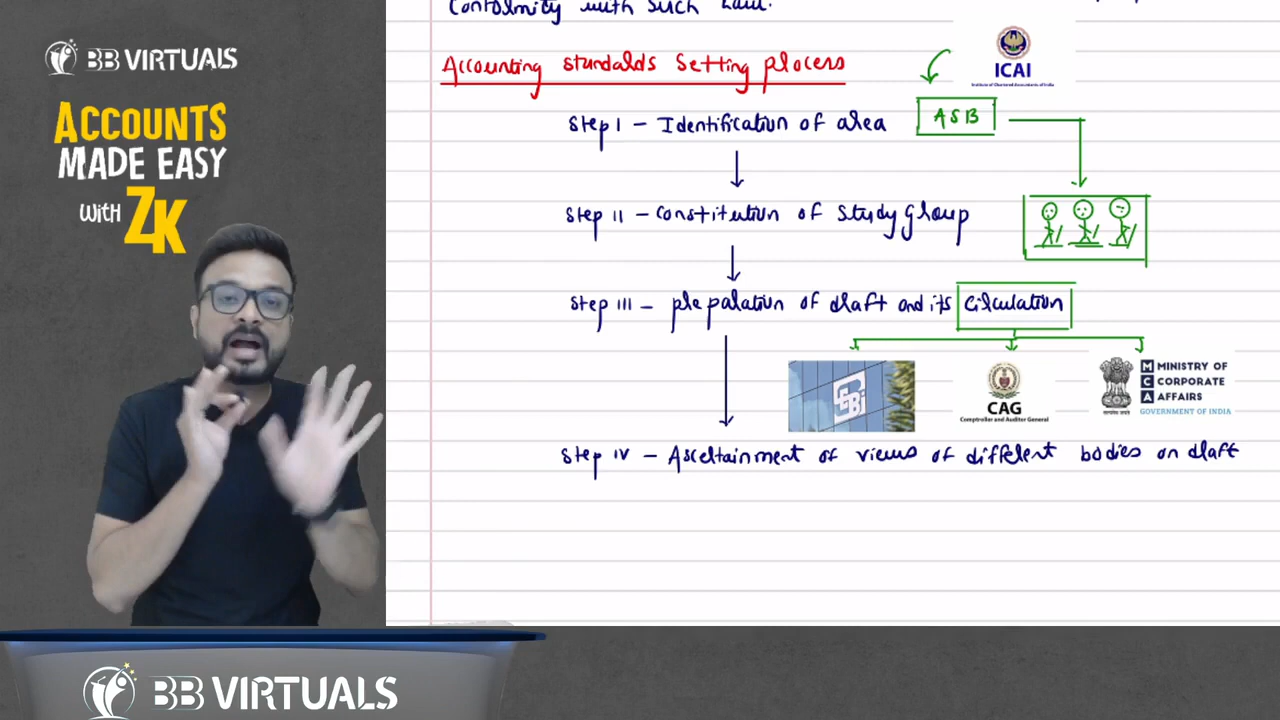 BB VIRTUALS
ACCOUNTS
MADE EASY
WITH ZK
Conformity with such Law.
Accounting Standards Setting process
ICAI
Institute of Chartered Accountants of India
Step I - Identification of area
ASB
Step II - Constitution of Study Group
Step III - preparation of draft and its Circulation
SEBI
CAG
Comptroller and Auditor General
MCA
MINISTRY OF
CORPORATE
AFFAIRS
GOVERNMENT OF INDIA
Step IV - Ascertainment of views of different bodies on draft
BB VIRTUALS